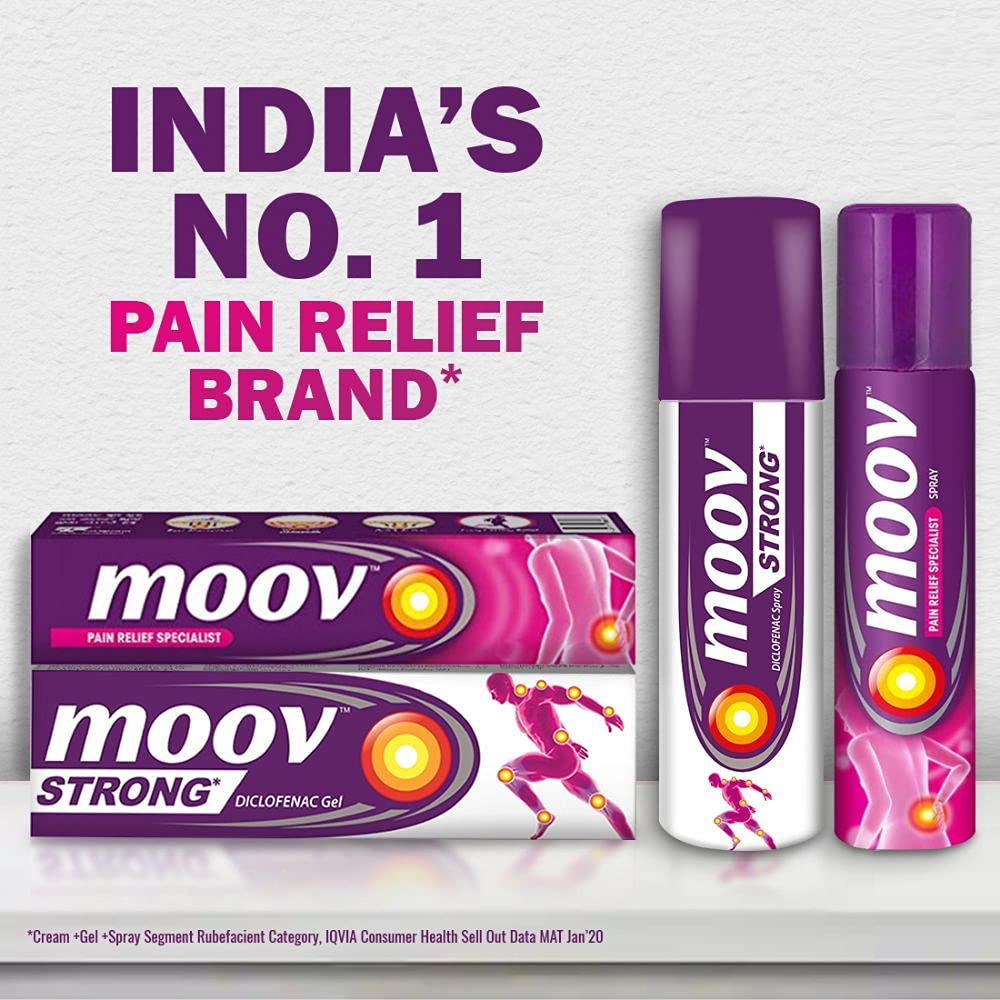 INDIA'S
NO. 1
PAIN RELIEF
BRAND*
moov™
PAIN RELIEF SPECIALIST
moov™
STRONG*
DICLOFENAC Gel
moov™
STRONG*
DICLOFENAC Spray
moov™
PAIN RELIEF SPECIALIST SPRAY
*Cream +Gel +Spray Segment Rubefacient Category, IQVIA Consumer Health Sell Out Data MAT Jan'20